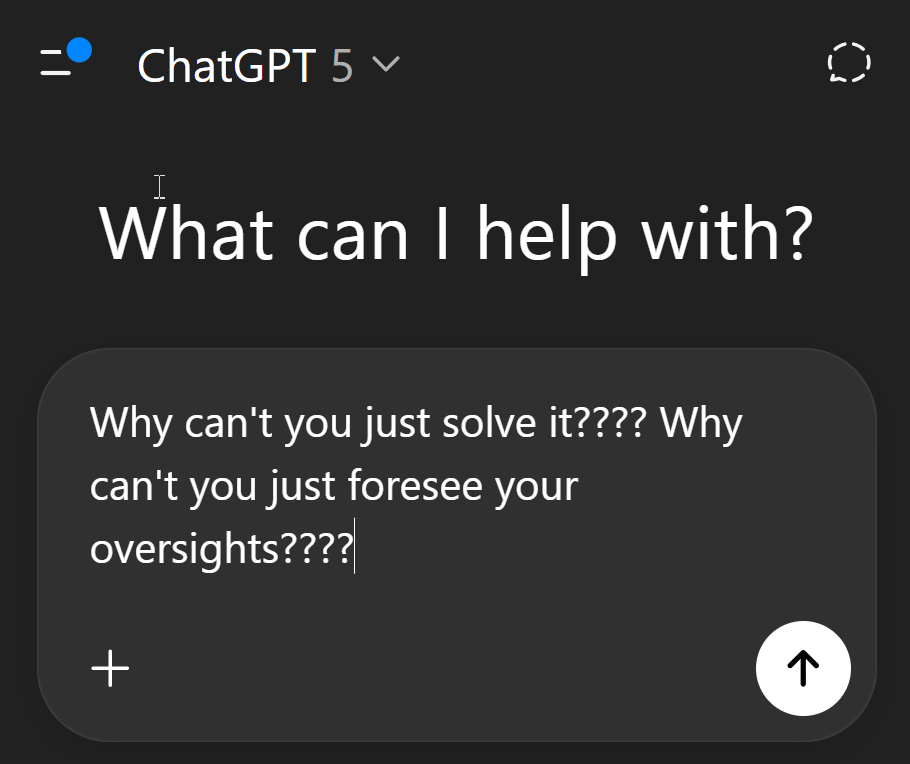 ChatGPT 5
What can I help with?
Why can't you just solve it???? Why
can't you just foresee your
oversights????